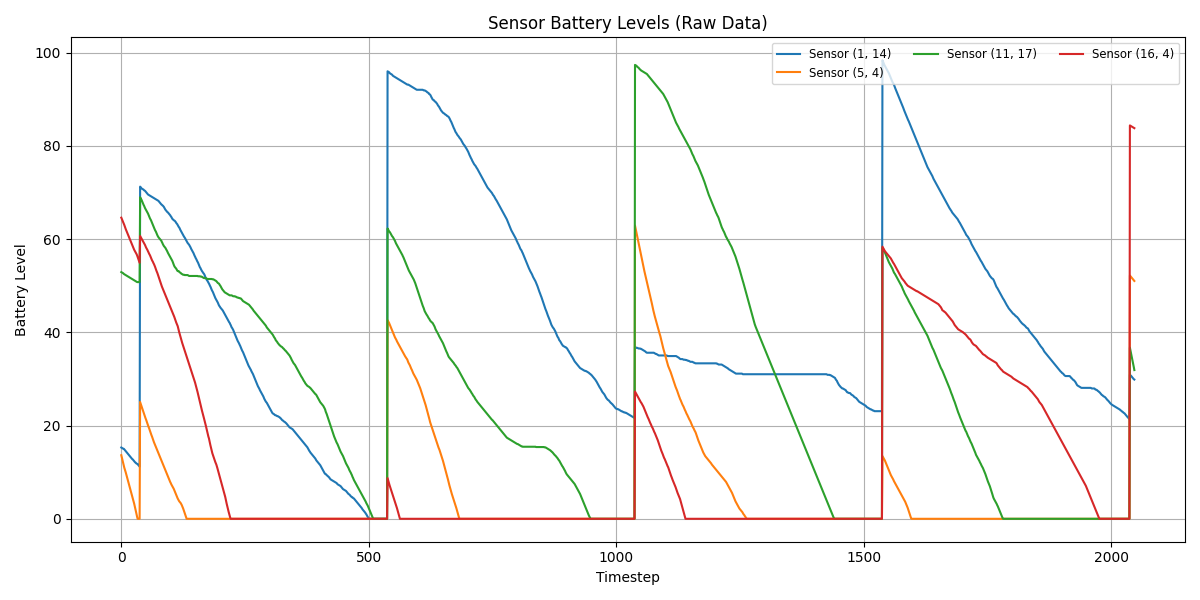 Sensor Battery Levels (Raw Data)
Sensor (1, 14)
Sensor (5, 4)
Sensor (11, 17)
Sensor (16, 4)
Battery Level
100
80
60
40
20
0
0 500 1000 1500 2000
Timestep